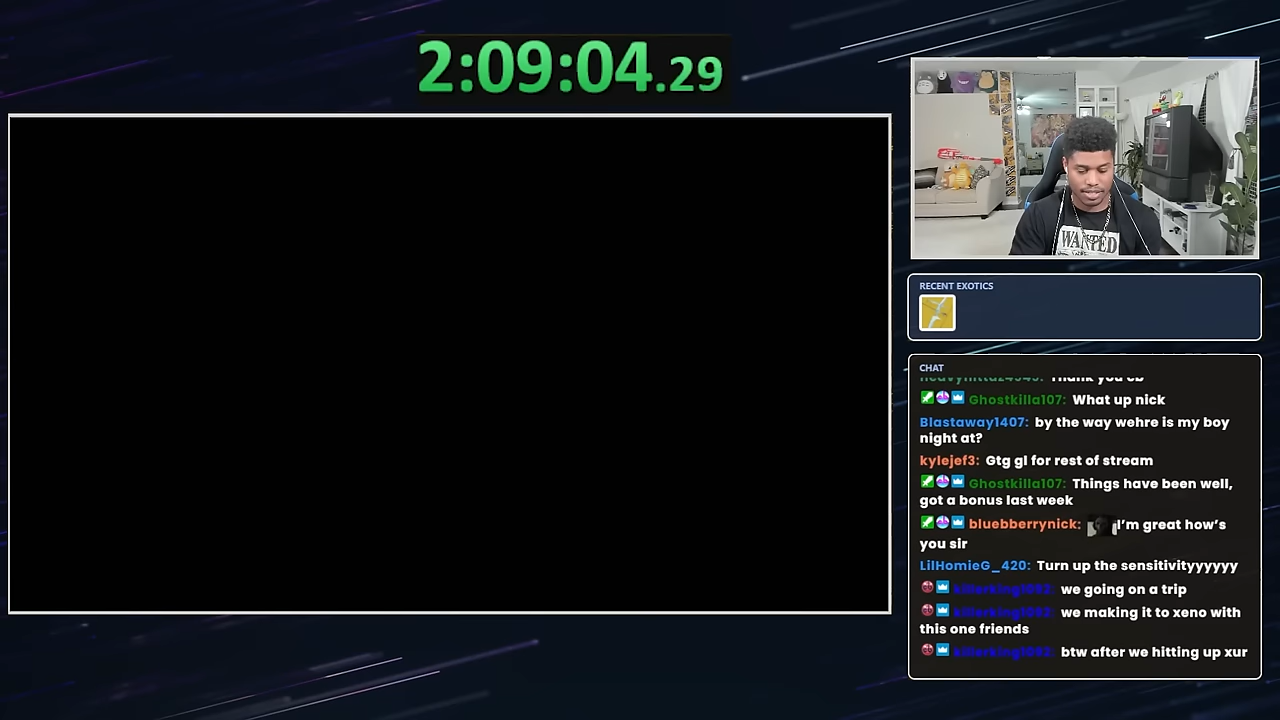 2:09:04.29
WANTED
RECENT EXOTICS
CHAT
Thank you cb
Ghostkilla107: What up nick
Blastaway1407: by the way wehre is my boy
night at?
kylejef3: Gtg gl for rest of stream
Ghostkilla107: Things have been well,
got a bonus last week
bluebberrynick: I'm great how's
you sir
LilHomieG_420: Turn up the sensitivityyyyyy
we going on a trip
we making it to xeno with
this one friends
btw after we hitting up xur